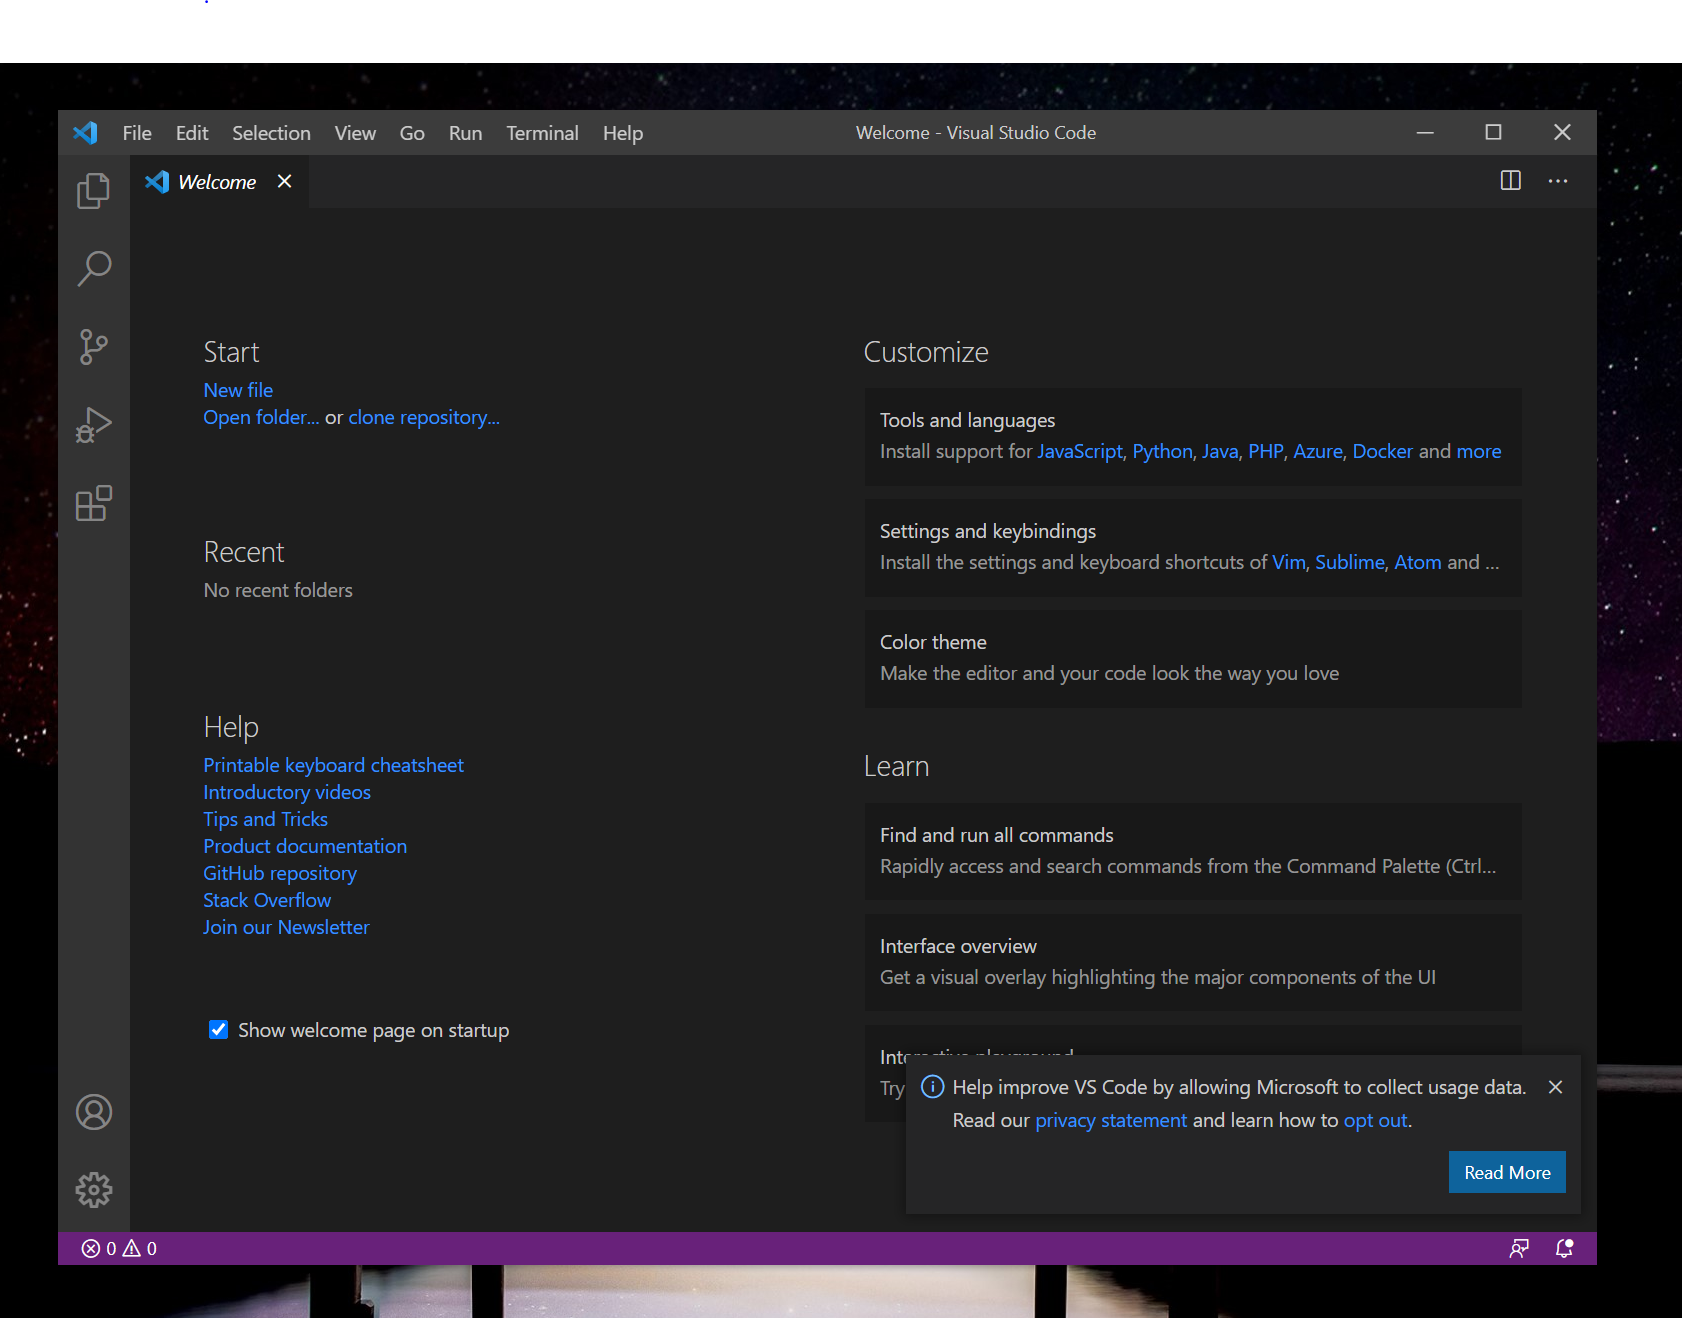 File Edit Selection View Go Run Terminal Help
Welcome - Visual Studio Code
Welcome
Start
New file
Open folder... or clone repository...
Recent
No recent folders
Help
Printable keyboard cheatsheet
Introductory videos
Tips and Tricks
Product documentation
GitHub repository
Stack Overflow
Join our Newsletter
Show welcome page on startup
Customize
Tools and languages
Install support for JavaScript, Python, Java, PHP, Azure, Docker and more
Settings and keybindings
Install the settings and keyboard shortcuts of Vim, Sublime, Atom and ...
Color theme
Make the editor and your code look the way you love
Learn
Find and run all commands
Rapidly access and search commands from the Command Palette (Ctrl...
Interface overview
Get a visual overlay highlighting the major components of the UI
Interactive playground
Try
Help improve VS Code by allowing Microsoft to collect usage data.
Read our privacy statement and learn how to opt out.
Read More
0 0